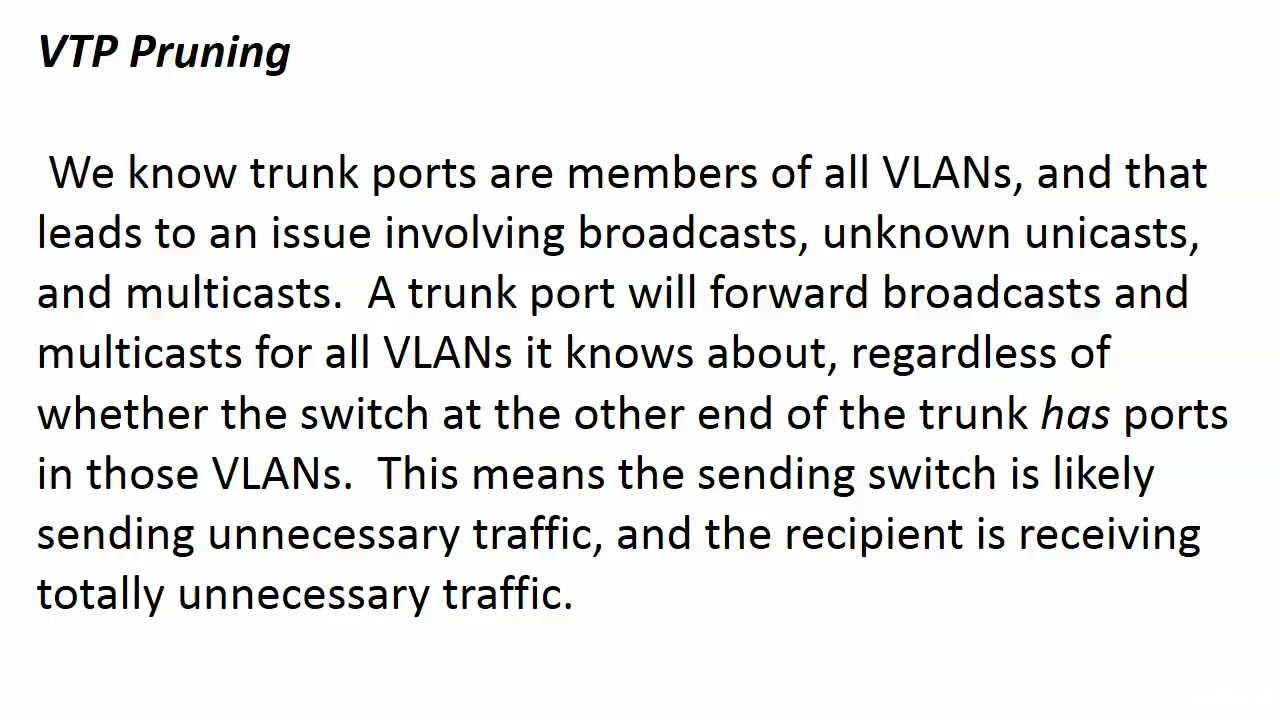 VTP Pruning
We know trunk ports are members of all VLANs, and that
leads to an issue involving broadcasts, unknown unicasts,
and multicasts.  A trunk port will forward broadcasts and
multicasts for all VLANs it knows about, regardless of
whether the switch at the other end of the trunk has ports
in those VLANs.  This means the sending switch is likely
sending unnecessary traffic, and the recipient is receiving
totally unnecessary traffic.